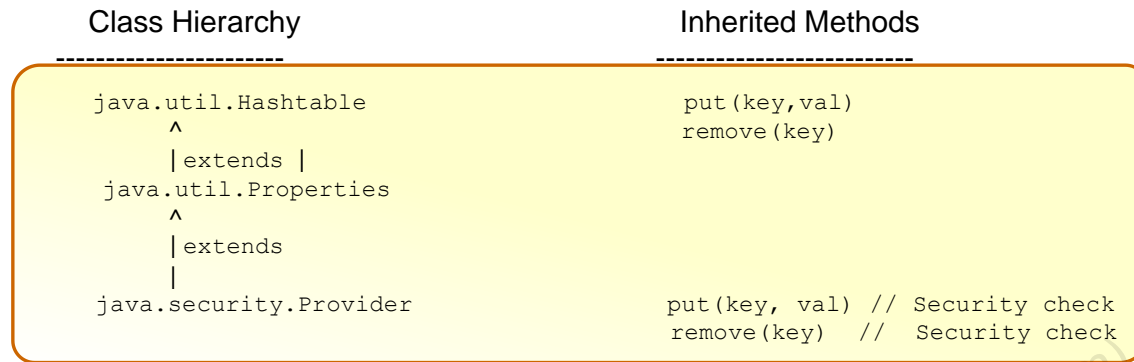 Class Hierarchy Inherited Methods
----------------------- --------------------------
java.util.Hashtable put(key,val)
^ remove(key)
|extends |
java.util.Properties
^
|extends
|
java.security.Provider put(key, val) // Security check
remove(key) // Security check